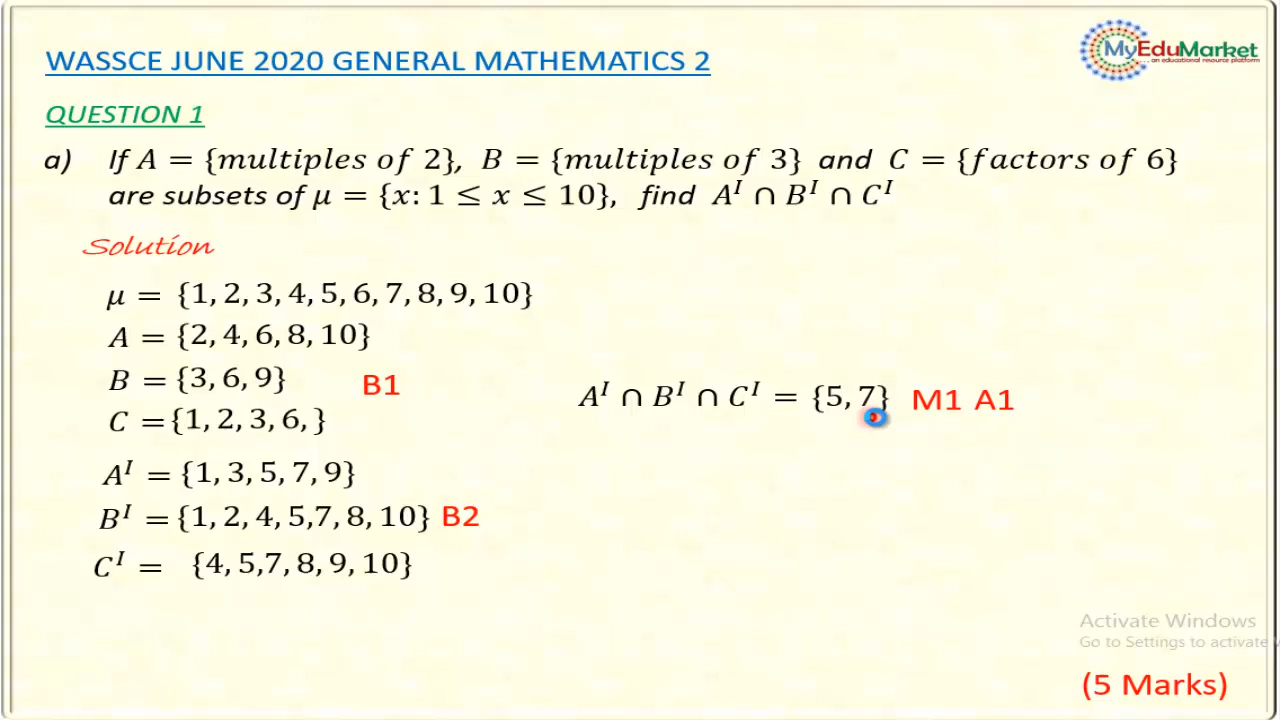 WASSCE JUNE 2020 GENERAL MATHEMATICS 2
MyEduMarket
... an educational resource platform
QUESTION 1
a) If A = {multiples of 2}, B = {multiples of 3} and C = {factors of 6}
are subsets of μ = {x: 1 ≤ x ≤ 10}, find A^I ∩ B^I ∩ C^I
Solution
μ = {1, 2, 3, 4, 5, 6, 7, 8, 9, 10}
A = {2, 4, 6, 8, 10}
B = {3, 6, 9} B1
C = {1, 2, 3, 6, }
A^I = {1, 3, 5, 7, 9}
B^I = {1, 2, 4, 5,7, 8, 10} B2
C^I = {4, 5,7, 8, 9, 10}
A^I ∩ B^I ∩ C^I = {5, 7} M1 A1
Activate Windows
Go to Settings to activate
(5 Marks)